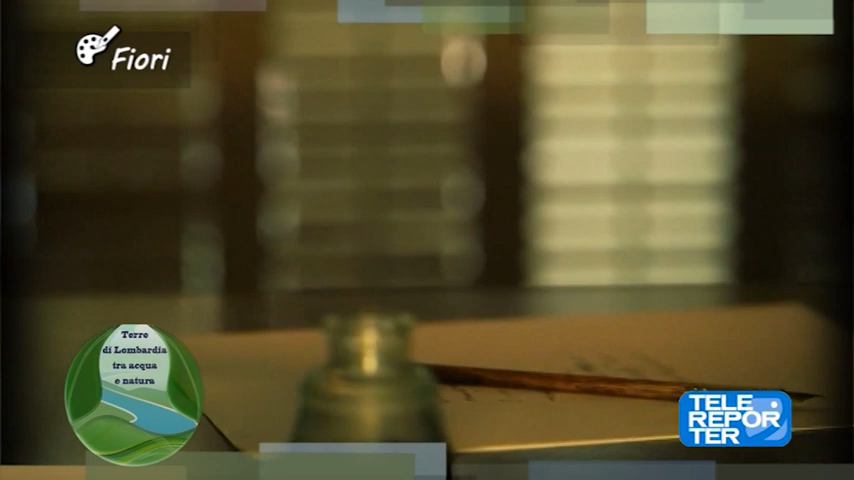 Fiori
Terre
di Lombardia
tra acqua
e natura
TELE
REPOR
TER